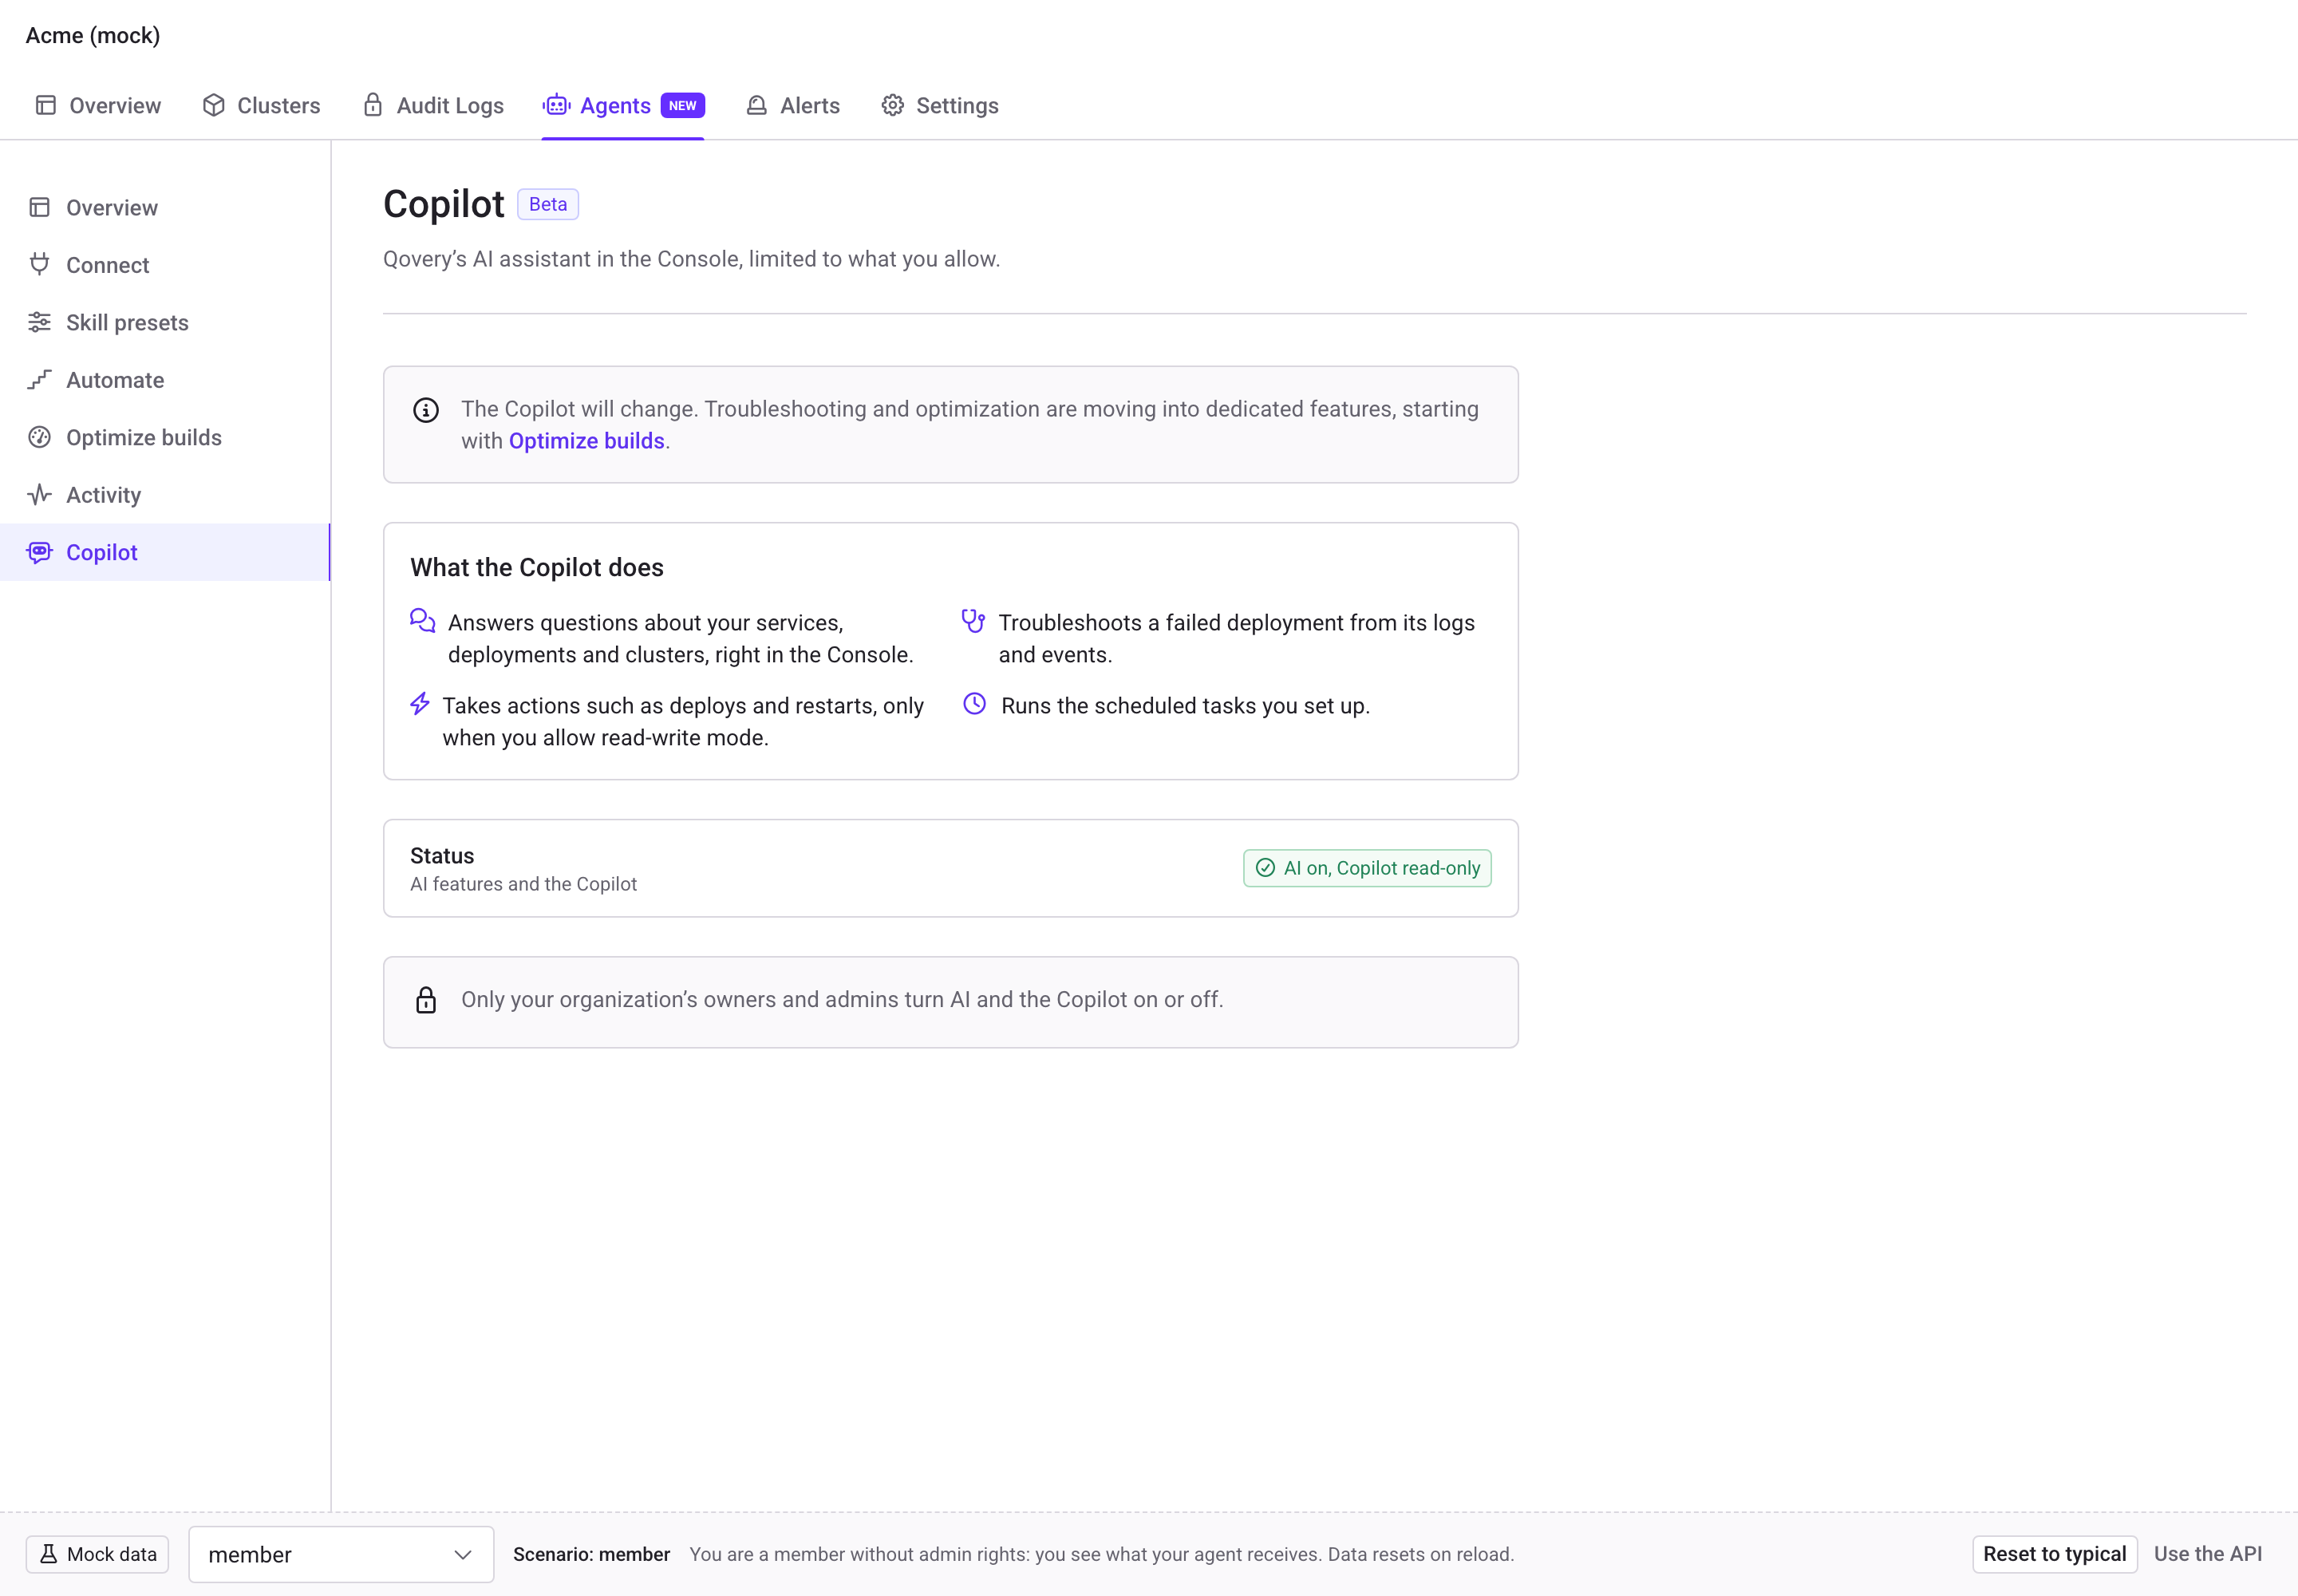 Acme (mock)
Overview
Clusters
Audit Logs
Agents NEW
Alerts
Settings
Overview
Connect
Skill presets
Automate
Optimize builds
Activity
Copilot
Copilot Beta
Qovery’s AI assistant in the Console, limited to what you allow.
The Copilot will change. Troubleshooting and optimization are moving into dedicated features, starting
with Optimize builds.
What the Copilot does
Answers questions about your services,
deployments and clusters, right in the Console.
Troubleshoots a failed deployment from its logs
and events.
Takes actions such as deploys and restarts, only
when you allow read-write mode.
Runs the scheduled tasks you set up.
Status
AI features and the Copilot
AI on, Copilot read-only
Only your organization’s owners and admins turn AI and the Copilot on or off.
Mock data
member
Scenario: member You are a member without admin rights: you see what your agent receives. Data resets on reload.
Reset to typical
Use the API